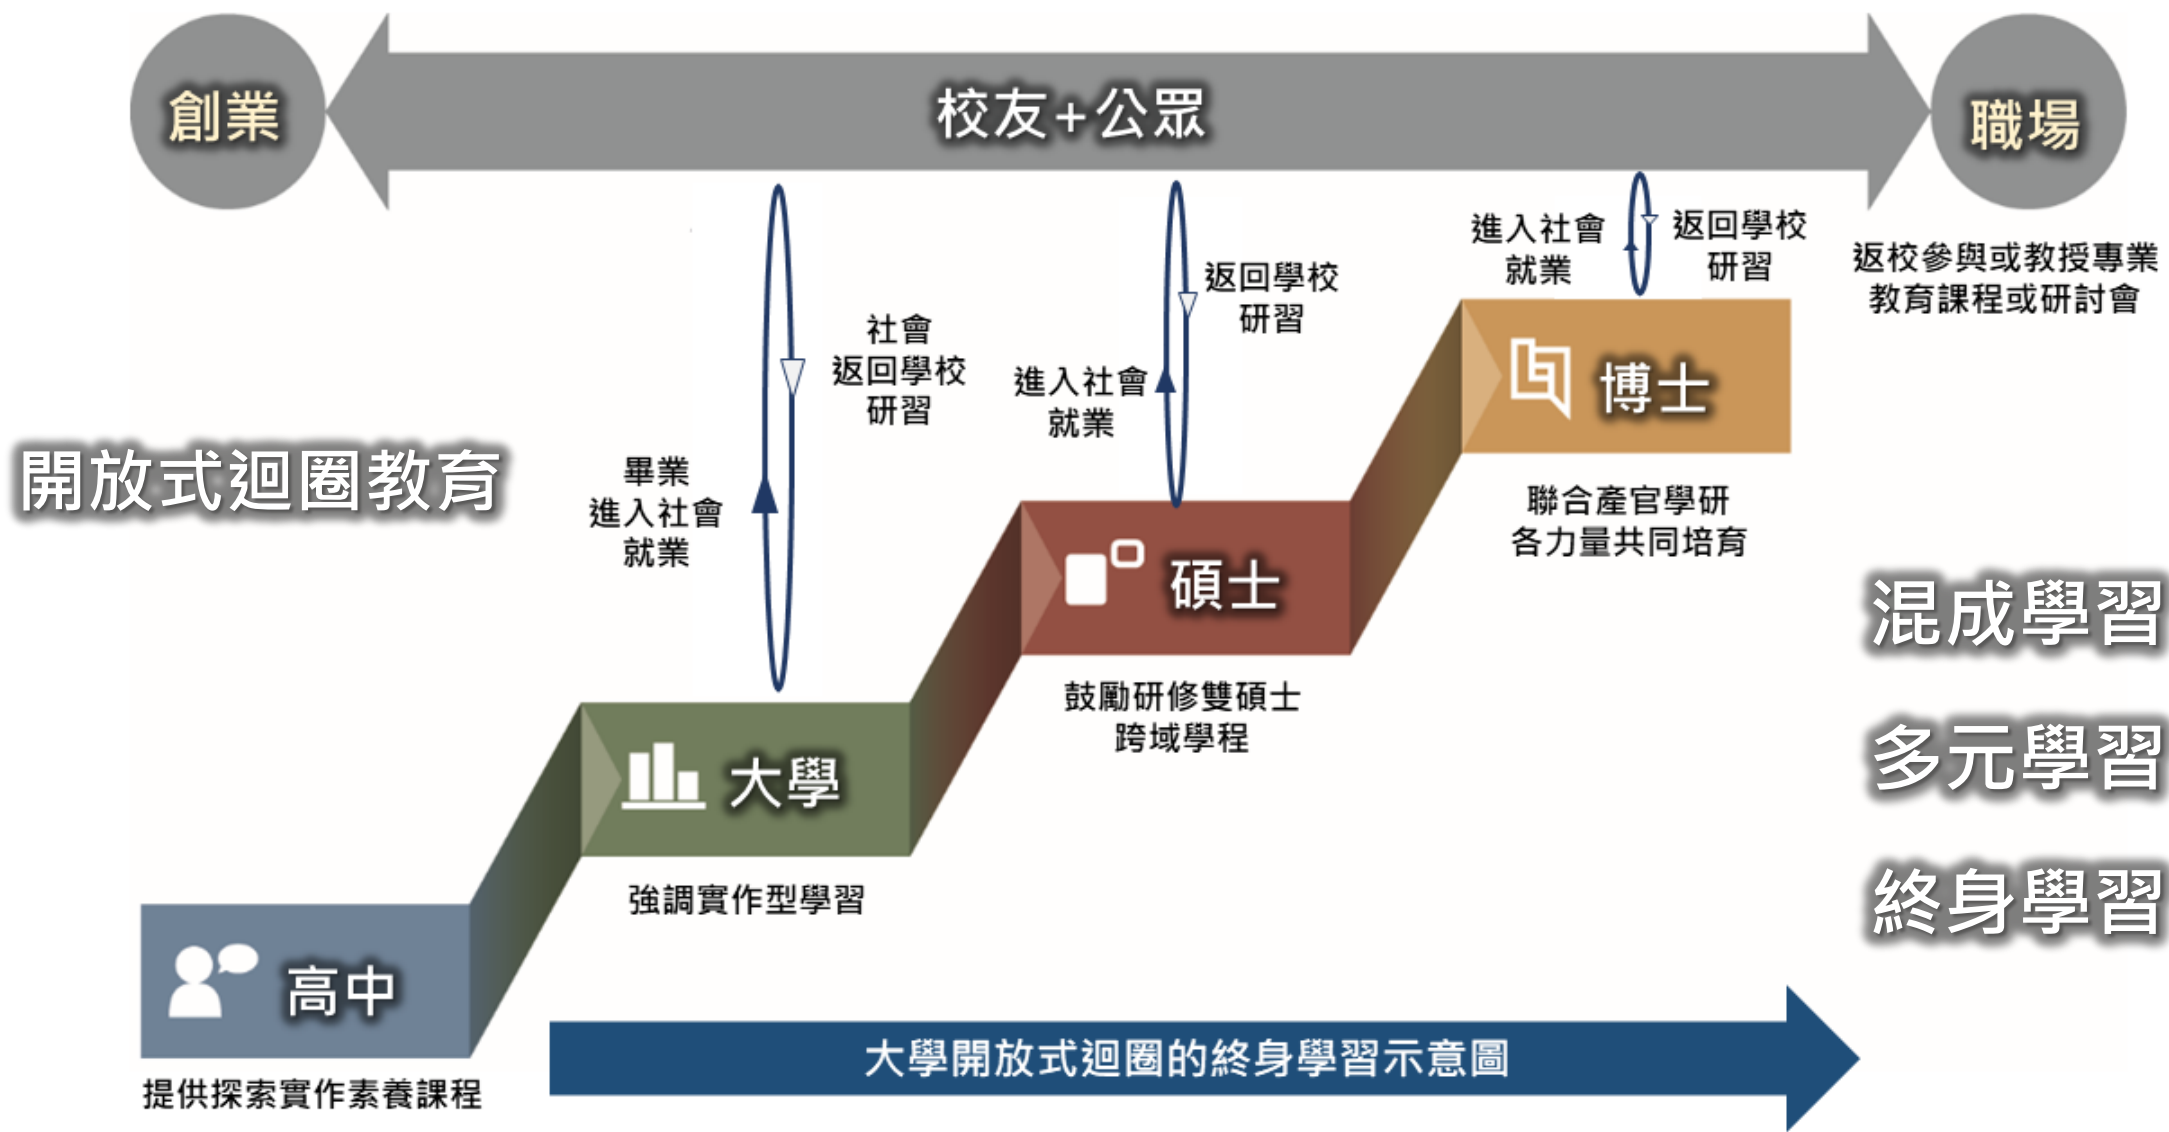 創業
校友+公眾
職場
返校參與或教授專業
教育課程或研討會
進入社會
就業
返回學校
研習
返回學校
研習
進入社會
就業
社會
返回學校
研習
畢業
進入社會
就業
開放式迴圈教育
博士
聯合產官學研
各力量共同培育
碩士
鼓勵研修雙碩士
跨域學程
大學
強調實作型學習
高中
提供探索實作素養課程
混成學習
多元學習
終身學習
大學開放式迴圈的終身學習示意圖